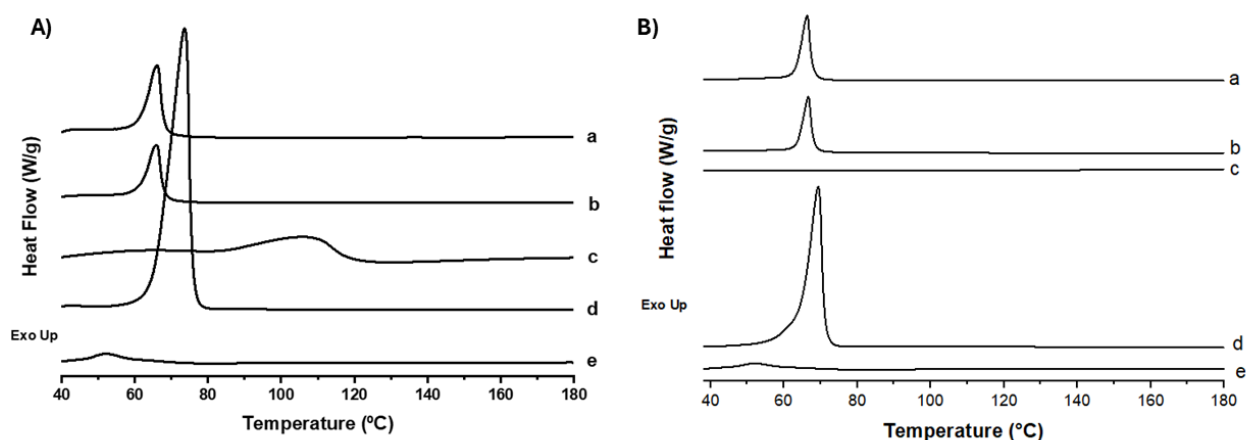 A)
Heat Flow (W/g)
a
b
c
d
Exo Up
e
40 60 80 100 120 140 160 180
Temperature (ºC)
B)
Heat flow (W/g)
a
b
c
Exo Up
d
e
40 60 80 100 120 140 160 180
Temperature (°C)